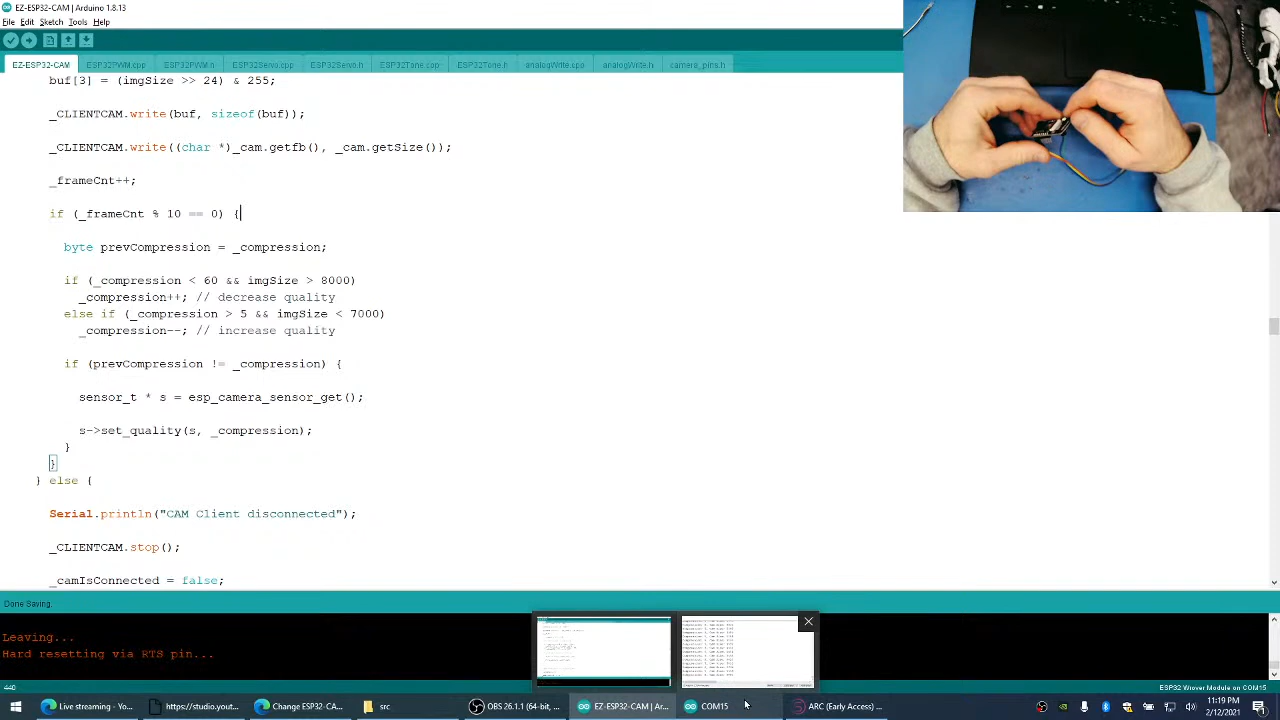 EZ-ESP32-CAM | Arduino 1.8.13
File Edit Sketch Tools Help
EZ-ESP32-CAM ESP32PWM.cpp ESP32PWM.h ESP32Servo.cpp ESP32Servo.h ESP32Tone.cpp ESP32Tone.h analogWrite.cpp analogWrite.h camera_pins.h
buf[3] = (imgSize >> 24) & 255;
_CLIENTCAM.write(buf, sizeof(buf));
_CLIENTCAM.write((char *)_cam.getfb(), _cam.getSize());
_frameCnt++;
if (_frameCnt % 10 == 0) {
byte prevCompression = _compression;
if (_compression < 60 && imgSize > 8000)
_compression++; // decrease quality
else if (_compression > 5 && imgSize < 7000)
_compression--; // increase quality
if (prevCompression != _compression) {
sensor_t * s = esp_camera_sensor_get();
s->set_quality(s, _compression);
}
}
} else {
Serial.println("CAM Client disconnected");
_CLIENTCAM.stop();
_camIsConnected = false;
Done Saving.
Leaving...
Hard resetting via RTS pin...
ESP32 Wrover Module on COM15
Inbox
Studio.yout...
Change ESP32 CAM...
src
OBS 26.1.1 (64-bit, ...
EZ-ESP32-CAM | Ar...
COM15
ARC (Early Access) ...
11:19 PM
2/12/2021